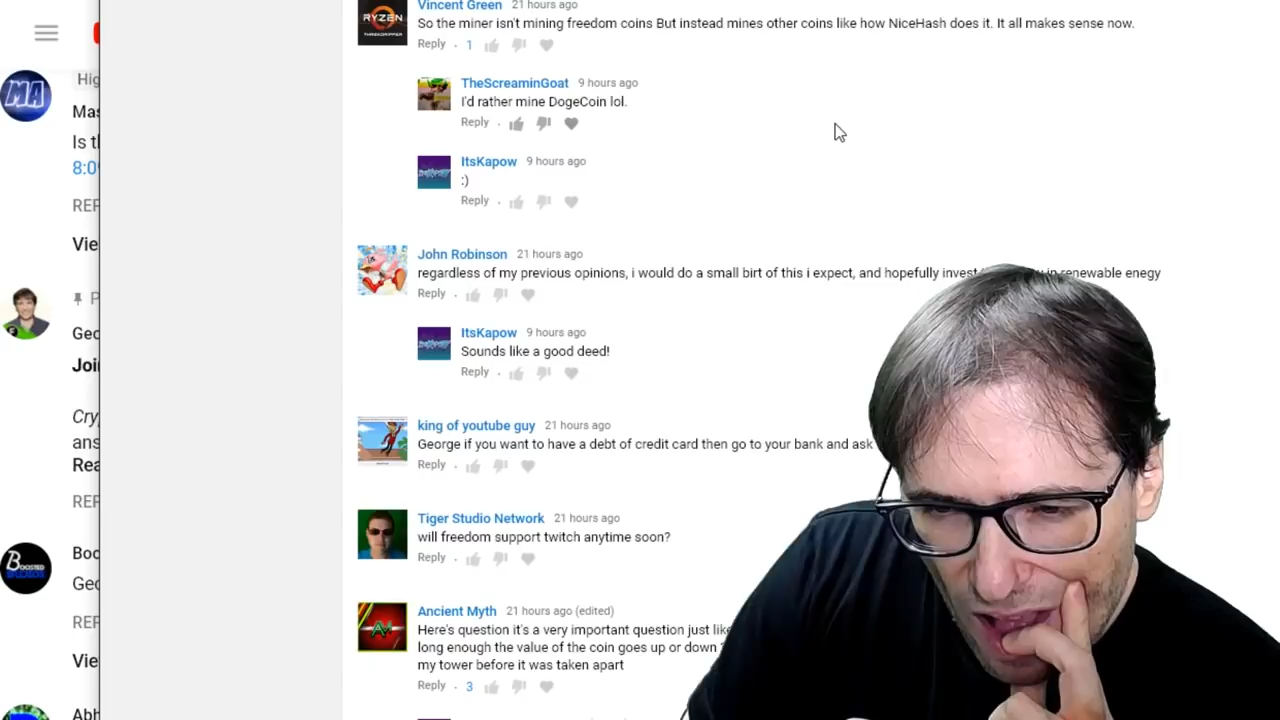 Vincent Green 21 hours ago
RYZEN
THREADRIPPER
So the miner isn't mining freedom coins But instead mines other coins like how NiceHash does it. It all makes sense now.
Reply · 1
TheScreaminGoat 9 hours ago
I'd rather mine DogeCoin lol.
Reply ·
ItsKapow 9 hours ago
:)
Reply ·
John Robinson 21 hours ago
regardless of my previous opinions, i would do a small birt of this i expect, and hopefully invest in renewable enegy
Reply ·
ItsKapow 9 hours ago
Sounds like a good deed!
Reply ·
king of youtube guy 21 hours ago
George if you want to have a debt of credit card then go to your bank and ask
Reply ·
Tiger Studio Network 21 hours ago
will freedom support twitch anytime soon?
Reply ·
Ancient Myth 21 hours ago (edited)
Here's question it's a very important question just like
long enough the value of the coin goes up or down
my tower before it was taken apart
Reply · 3
Hig
MA
Mas
Is th
8:0
REF
Vie
P
Geo
Join
Cry
ans
Rea
REF
BOOSTED
Boo
Geo
REF
Vie
Abh